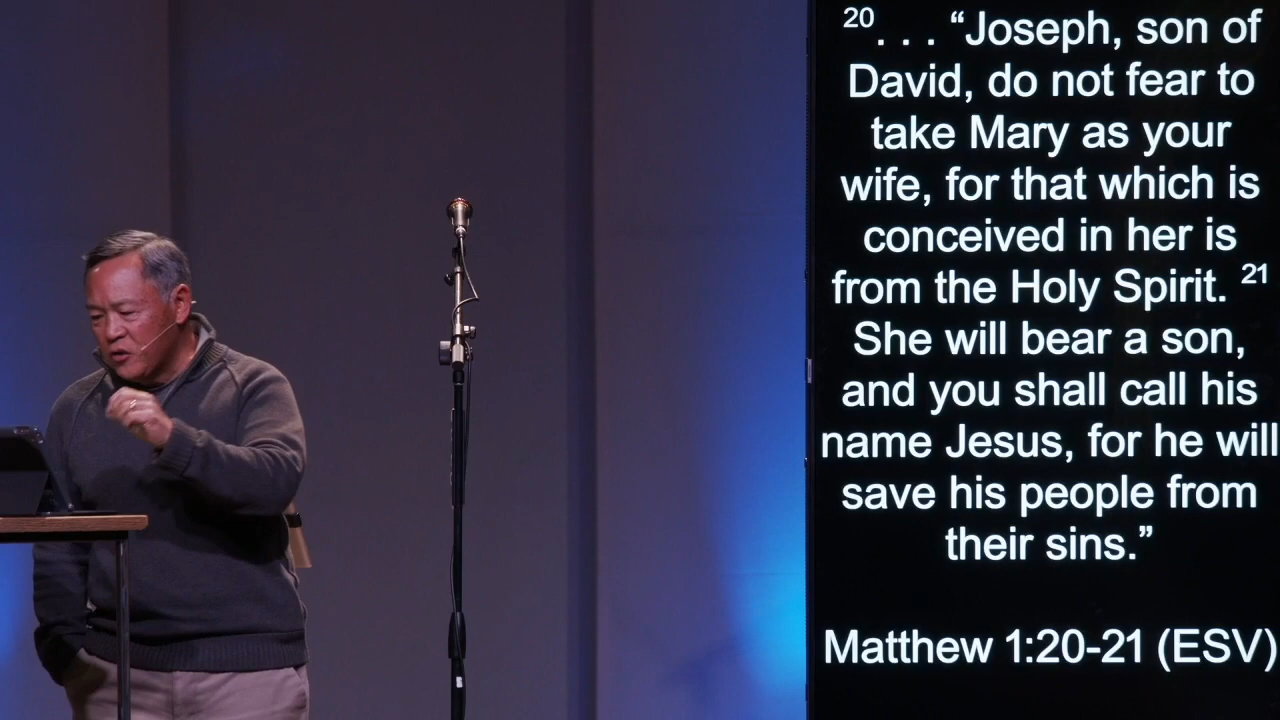 20. . . “Joseph, son of
David, do not fear to
take Mary as your
wife, for that which is
conceived in her is
from the Holy Spirit. 21
She will bear a son,
and you shall call his
name Jesus, for he will
save his people from
their sins.”
Matthew 1:20-21 (ESV)